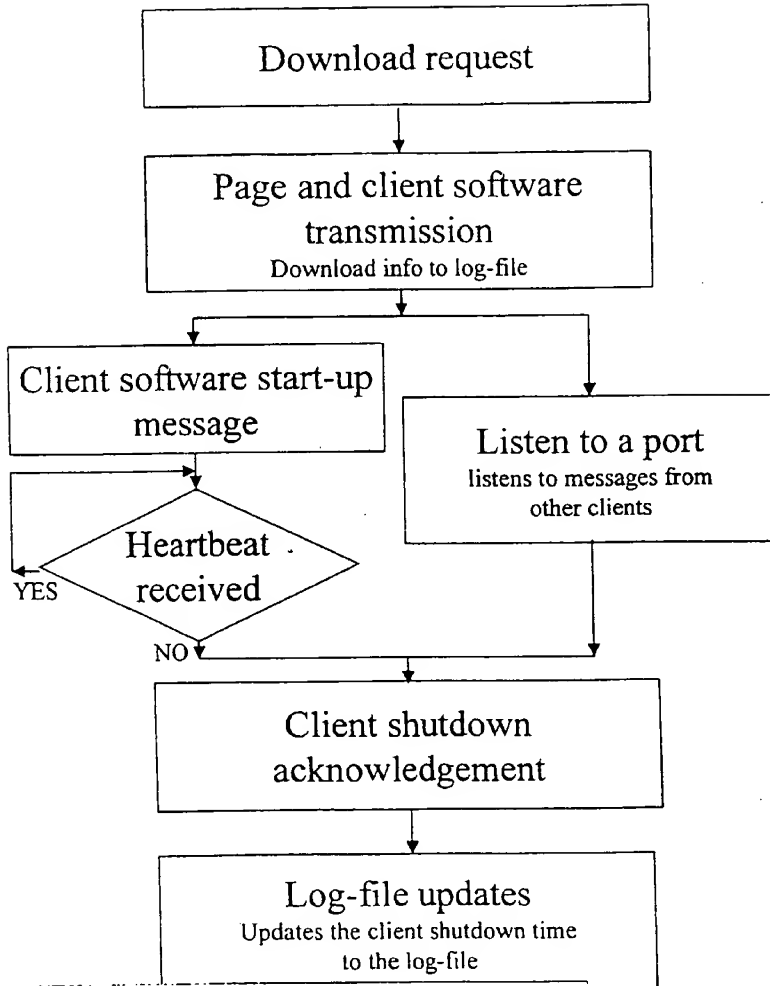 Download request
Page and client software
transmission
Download info to log-file
Client software start-up
message
Listen to a port
listens to messages from
other clients
Heartbeat
received
YES
NO
Client shutdown
acknowledgement
Log-file updates
Updates the client shutdown time
to the log-file